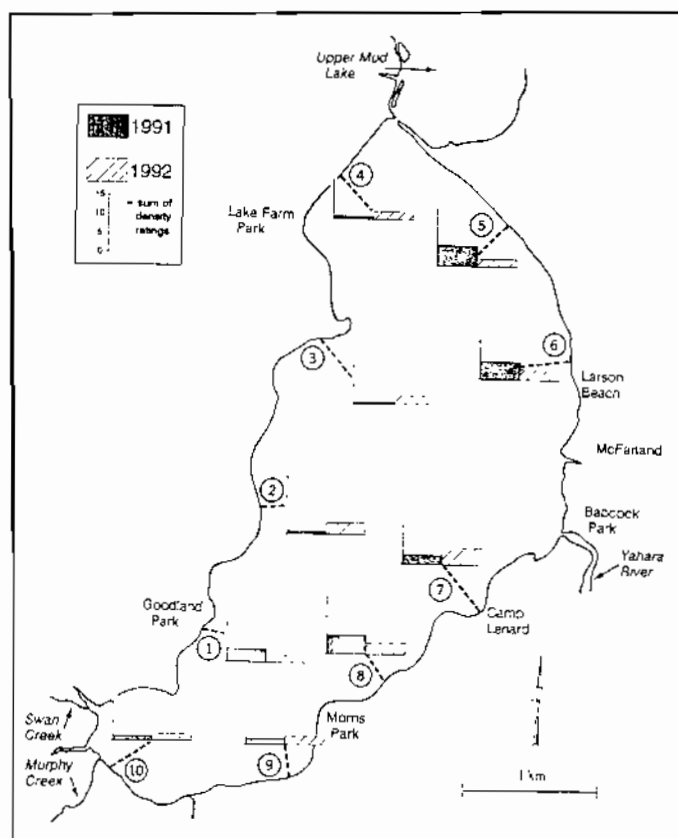 Upper Mud
Lake
1991
1992
15
10
5
0
= sum of
density
ratings
4
Lake Farm
Park
5
3
6
Larson
Beach
McFarland
2
Babcock
Park
Yahara
River
7
Goodland
Park
Camp
Lenard
1
8
Swan
Creek
Morris
Park
Murphy
Creek
10
9
1 km